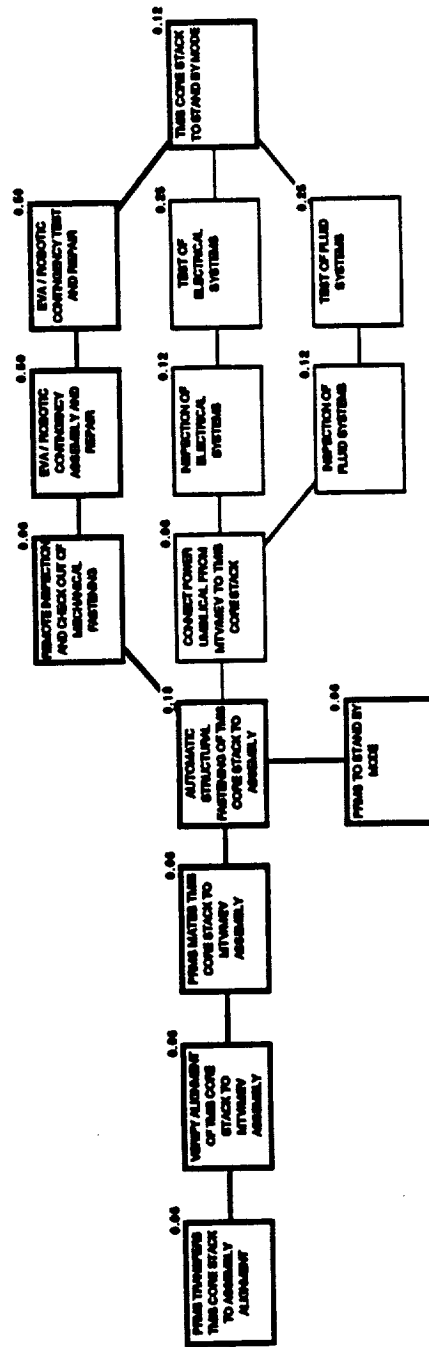 0.06
PRMS TRANSFERS
TMIS CORE STACK
TO ASSEMBLY
ALIGNMENT
0.06
VERIFY ALIGNMENT
OF TMIS CORE
STACK TO
MTV/MEV
ASSEMBLY
0.06
PRMS MATES TMIS
CORE STACK TO
MTV/MEV
ASSEMBLY
0.18
AUTOMATIC
STRUCTURAL
FASTENING OF TMIS
CORE STACK TO
ASSEMBLY
0.06
PRMS TO STAND BY
MODE
0.06
REMOTE INSPECTION
AND CHECK OUT OF
MECHANICAL
FASTENING
0.50
EVA / ROBOTIC
CONTINGENCY
ASSEMBLY AND
REPAIR
0.50
EVA / ROBOTIC
CONTINGENCY TEST
AND REPAIR
0.06
CONNECT POWER
UMBILICAL FROM
MTV/MEV TO TMIS
CORE STACK
0.12
INSPECTION OF
ELECTRICAL
SYSTEMS
0.25
TEST OF
ELECTRICAL
SYSTEMS
0.12
INSPECTION OF
FLUID SYSTEMS
0.25
TEST OF FLUID
SYSTEMS
0.12
TMIS CORE STACK
TO STAND BY MODE